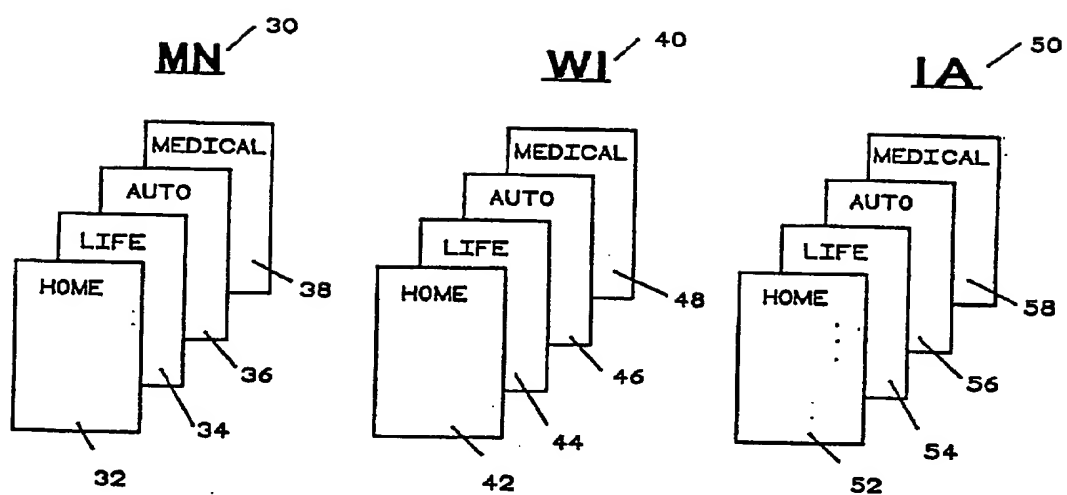 MN 30
MEDICAL
AUTO
LIFE
HOME
38
36
34
32
WI 40
MEDICAL
AUTO
LIFE
HOME
48
46
44
42
IA 50
MEDICAL
AUTO
LIFE
HOME
58
56
54
52